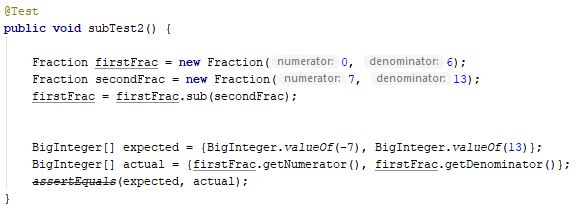 @Test
public void subTest2() {
Fraction firstFrac = new Fraction( numerator: 0, denominator: 6);
Fraction secondFrac = new Fraction( numerator: 7, denominator: 13);
firstFrac = firstFrac.sub(secondFrac);
BigInteger[] expected = {BigInteger.valueOf(-7), BigInteger.valueOf(13)};
BigInteger[] actual = {firstFrac.getNumerator(), firstFrac.getDenominator()};
assertEquals(expected, actual);
}